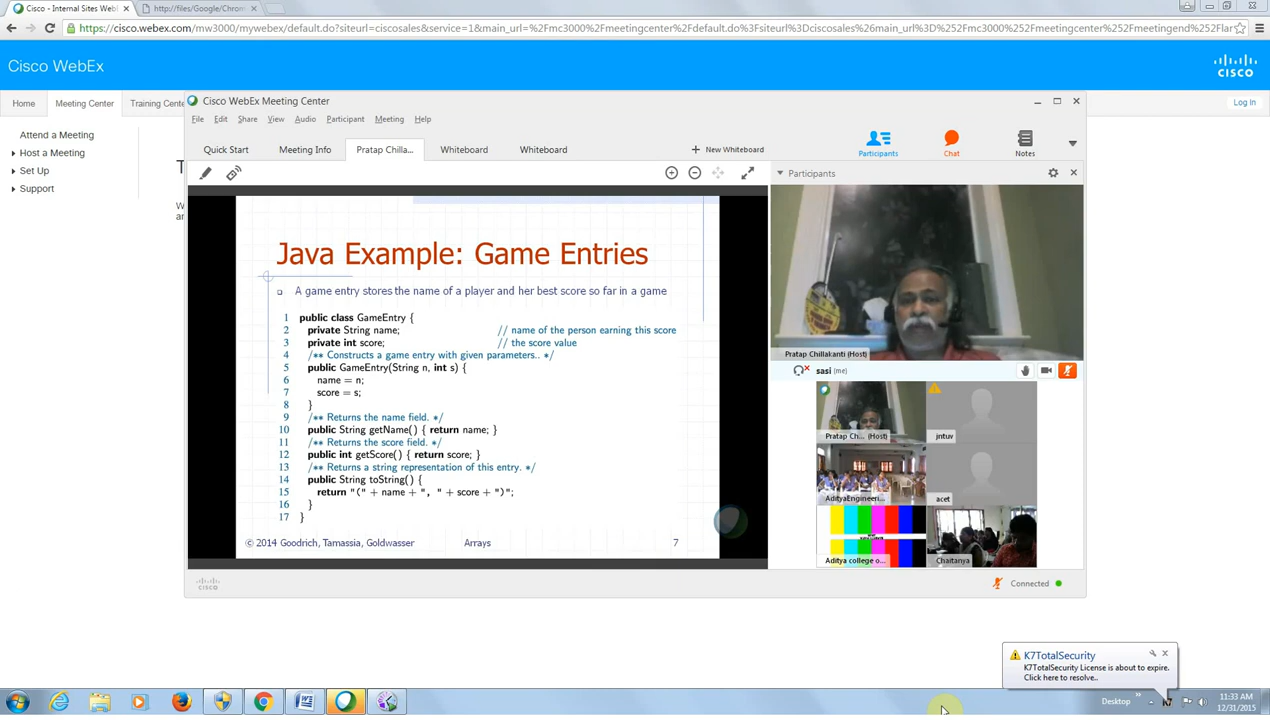 Cisco - Internal Sites Web
http://files/Google/Chrom
https://cisco.webex.com/mw3000/mywebex/default.do?siteurl=ciscosales&service=1&main_url=%2Fmc3000%2Fmeetingcenter%2Fdefault.do%3Fsiteurl%3Dciscosales%26main_url%3D%252Fmc3000%252Fmeetingcenter%252Fmeetingend%252Flar
Cisco WebEx
CISCO
Home
Meeting Center
Training Cente
Log In
Attend a Meeting
Host a Meeting
Set Up
Support
T
W
ar
Cisco WebEx Meeting Center
File Edit Share View Audio Participant Meeting Help
Quick Start Meeting Info Pratap Chilla... Whiteboard Whiteboard + New Whiteboard
Participants Chat Notes
Participants
Java Example: Game Entries
A game entry stores the name of a player and her best score so far in a game
1 public class GameEntry {
2 private String name; // name of the person earning this score
3 private int score; // the score value
4 /** Constructs a game entry with given parameters.. */
5 public GameEntry(String n, int s) {
6 name = n;
7 score = s;
8 }
9 /** Returns the name field. */
10 public String getName() { return name; }
11 /** Returns the score field. */
12 public int getScore() { return score; }
13 /** Returns a string representation of this entry. */
14 public String toString() {
15 return "(" + name + ", " + score + ")";
16 }
17 }
© 2014 Goodrich, Tamassia, Goldwasser Arrays 7
Pratap Chillakanti (Host)
sasi (me)
Pratap Ch... (Host)
jntuv
AdityaEngineeri...
acet
Aditya college o...
Chaitanya
CISCO
Connected
K7TotalSecurity
K7TotalSecurity License is about to expire.
Click here to resolve..
Desktop
11:33 AM
12/31/2015